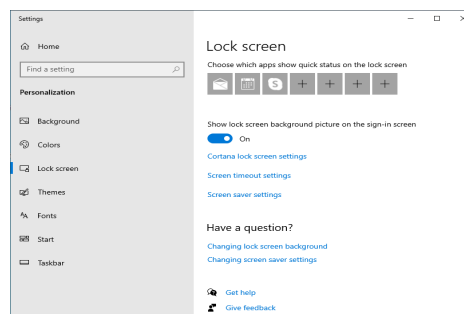 Settings
Home
Find a setting
Personalization
Background
Colors
Lock screen
Themes
Fonts
Start
Taskbar
Lock screen
Choose which apps show quick status on the lock screen
Show lock screen background picture on the sign-in screen
On
Cortana lock screen settings
Screen timeout settings
Screen saver settings
Have a question?
Changing lock screen background
Changing screen saver settings
Get help
Give feedback